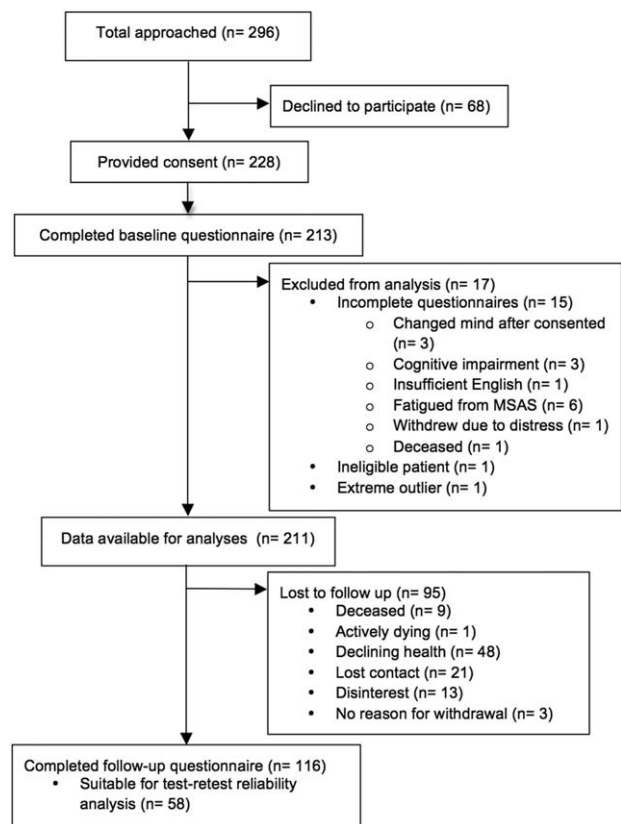 Total approached (n= 296)
Declined to participate (n= 68)
Provided consent (n= 228)
Completed baseline questionnaire (n= 213)
Excluded from analysis (n= 17)
• Incomplete questionnaires (n= 15)
o Changed mind after consented
(n= 3)
o Cognitive impairment (n= 3)
o Insufficient English (n= 1)
o Fatigued from MSAS (n= 6)
o Withdrew due to distress (n= 1)
o Deceased (n= 1)
• Ineligible patient (n= 1)
• Extreme outlier (n= 1)
Data available for analyses (n= 211)
Lost to follow up (n= 95)
• Deceased (n= 9)
• Actively dying (n= 1)
• Declining health (n= 48)
• Lost contact (n= 21)
• Disinterest (n= 13)
• No reason for withdrawal (n= 3)
Completed follow-up questionnaire (n= 116)
• Suitable for test-retest reliability
analysis (n= 58)